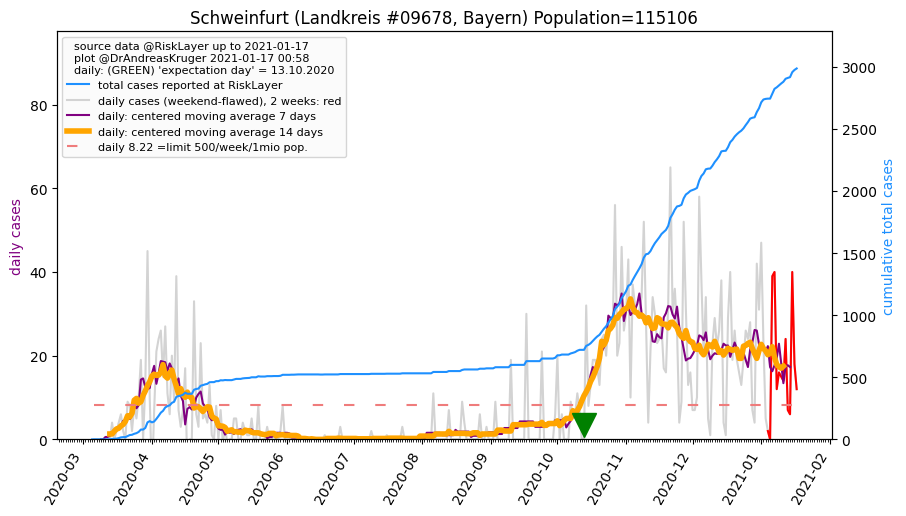 Schweinfurt (Landkreis #09678, Bayern) Population=115106
source data @RiskLayer up to 2021-01-17
plot @DrAndreasKruger 2021-01-17 00:58
daily: (GREEN) 'expectation day' = 13.10.2020
total cases reported at RiskLayer
daily cases (weekend-flawed), 2 weeks: red
daily: centered moving average 7 days
daily: centered moving average 14 days
daily 8.22 =limit 500/week/1mio pop.
daily cases
80
60
40
20
0
cumulative total cases
3000
2500
2000
1500
1000
500
0
2020-03
2020-04
2020-05
2020-06
2020-07
2020-08
2020-09
2020-10
2020-11
2020-12
2021-01
2021-02